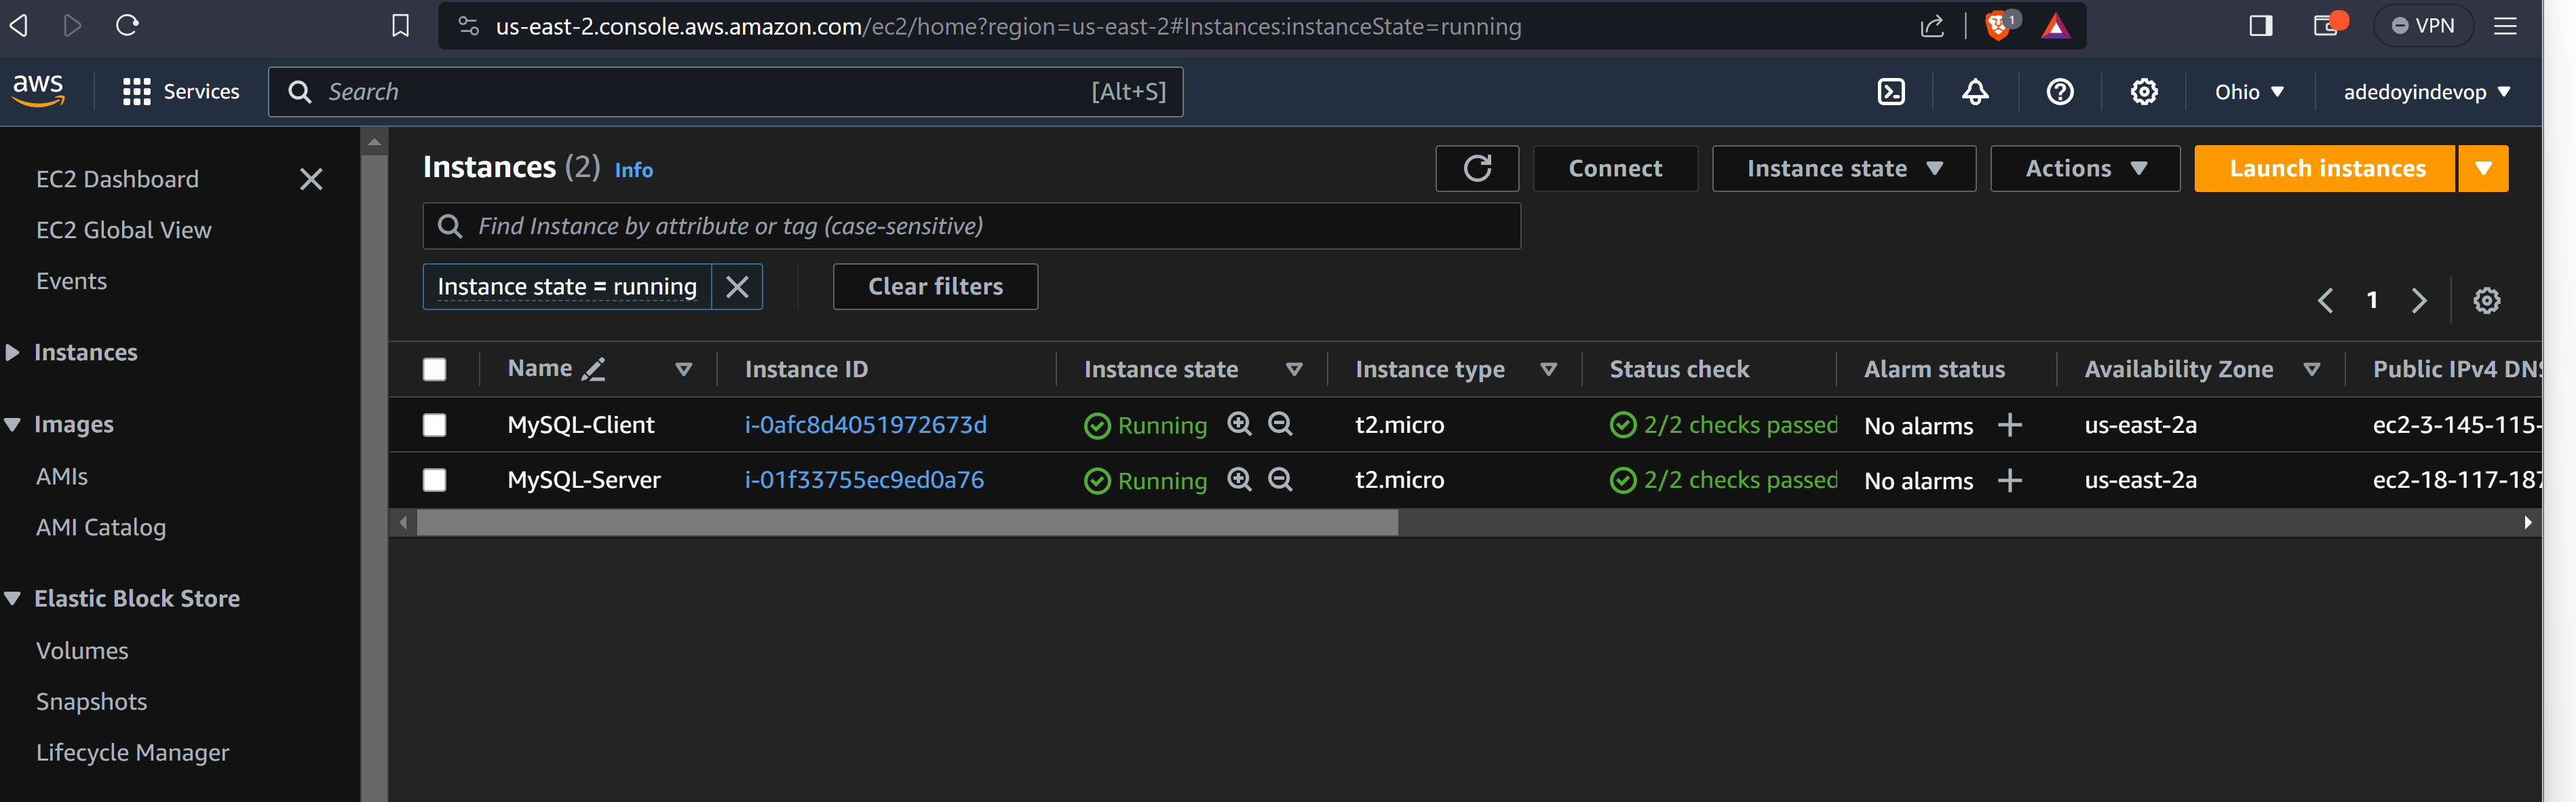 us-east-2.console.aws.amazon.com/ec2/home?region=us-east-2#Instances:instanceState=running
1
VPN
aws
Services
Search
[Alt+S]
Ohio
adedoyindevop
EC2 Dashboard
EC2 Global View
Events
Instances
Images
AMIs
AMI Catalog
Elastic Block Store
Volumes
Snapshots
Lifecycle Manager
Instances (2) Info
Connect
Instance state
Actions
Launch instances
Find Instance by attribute or tag (case-sensitive)
Instance state = running
Clear filters
1
Name Instance ID Instance state Instance type Status check Alarm status Availability Zone Public IPv4 DNS
MySQL-Client i-0afc8d4051972673d Running t2.micro 2/2 checks passed No alarms us-east-2a ec2-3-145-115-
MySQL-Server i-01f33755ec9ed0a76 Running t2.micro 2/2 checks passed No alarms us-east-2a ec2-18-117-187